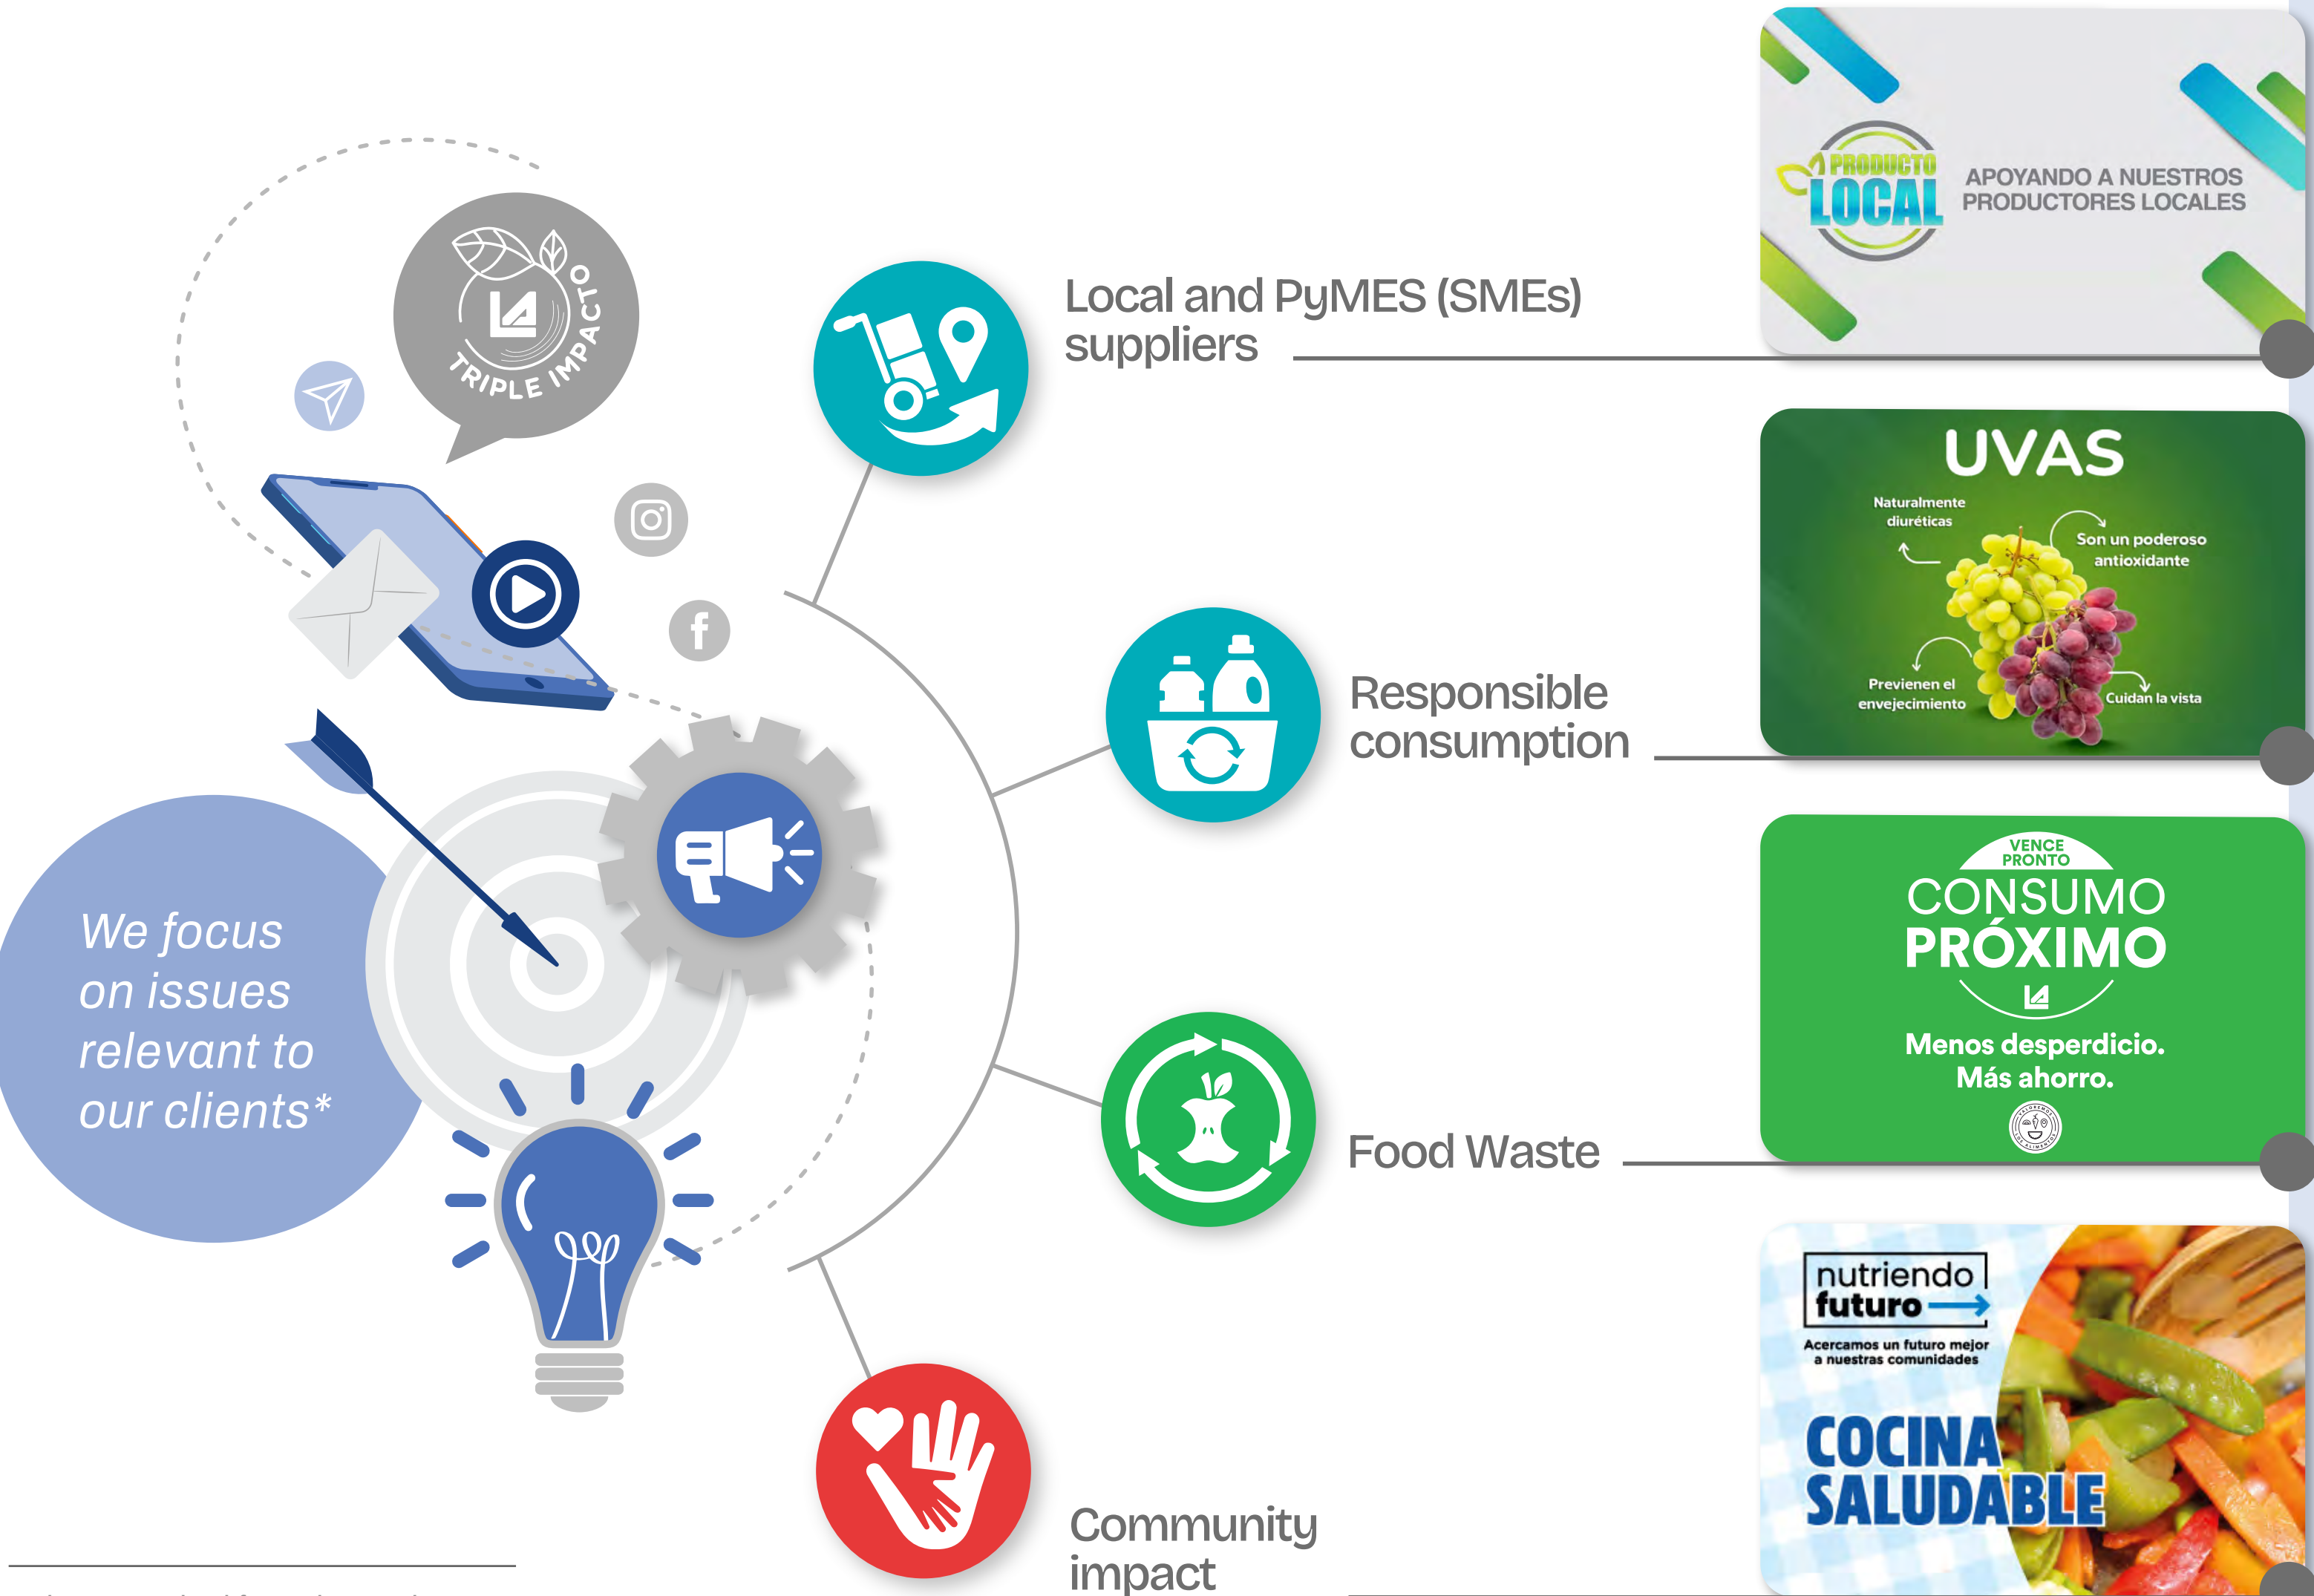 TRIPLE IMPACTO
We focus
on issues
relevant to
our clients*
Local and PyMES (SMEs)
suppliers
PRODUCTO
LOCAL
APOYANDO A NUESTROS
PRODUCTORES LOCALES
Responsible
consumption
UVAS
Naturalmente
diuréticas
Son un poderoso
antioxidante
Previenen el
envejecimiento
Cuidan la vista
Food Waste
VENCE
PRONTO
CONSUMO
PRÓXIMO
Menos desperdicio.
Más ahorro.
VALOREMOS
LOS ALIMENTOS
Community
impact
nutriendo
futuro
Acercamos un futuro mejor
a nuestras comunidades
COCINA
SALUDABLE